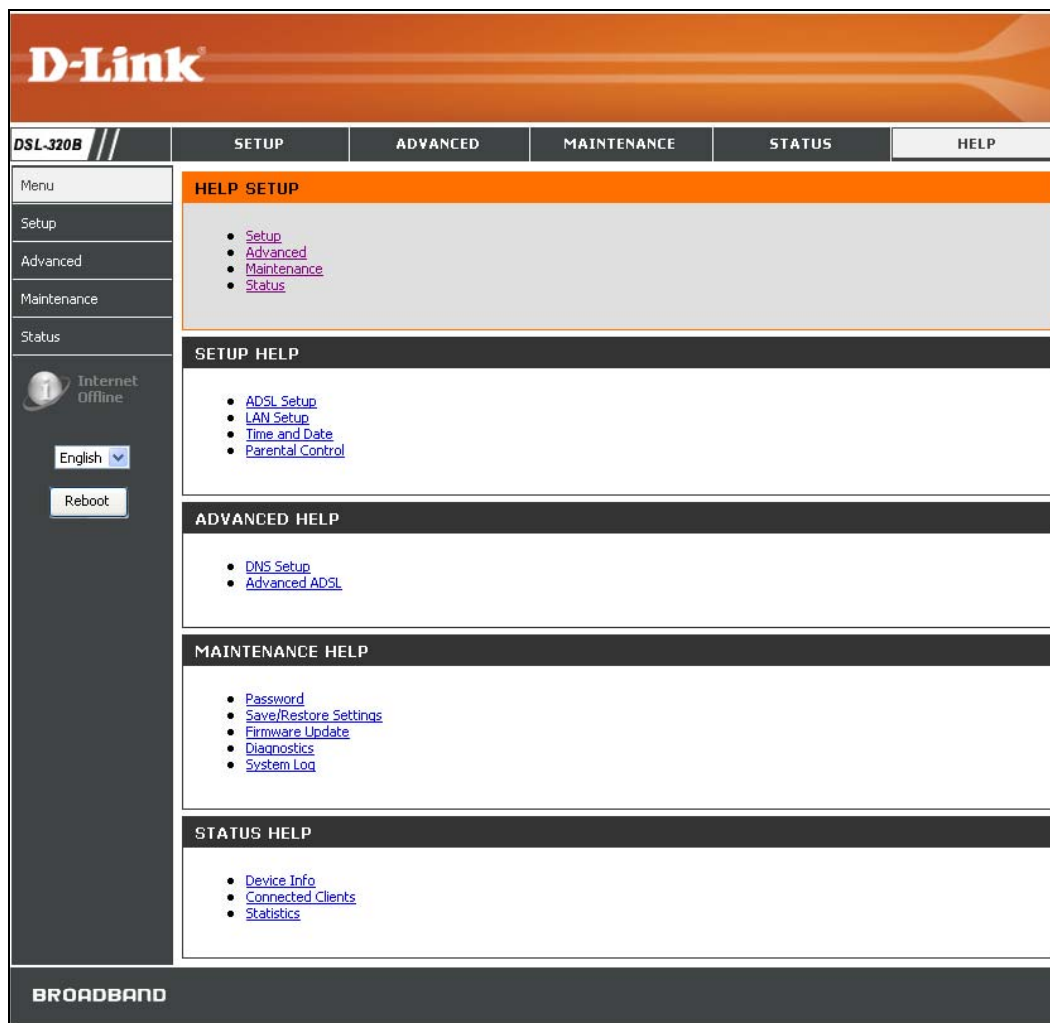 D-Link®
DSL-320B
SETUP
ADVANCED
MAINTENANCE
STATUS
HELP
Menu
Setup
Advanced
Maintenance
Status
Internet
Offline
English
Reboot
HELP SETUP
Setup
Advanced
Maintenance
Status
SETUP HELP
ADSL Setup
LAN Setup
Time and Date
Parental Control
ADVANCED HELP
DNS Setup
Advanced ADSL
MAINTENANCE HELP
Password
Save/Restore Settings
Firmware Update
Diagnostics
System Log
STATUS HELP
Device Info
Connected Clients
Statistics
BROADBAND